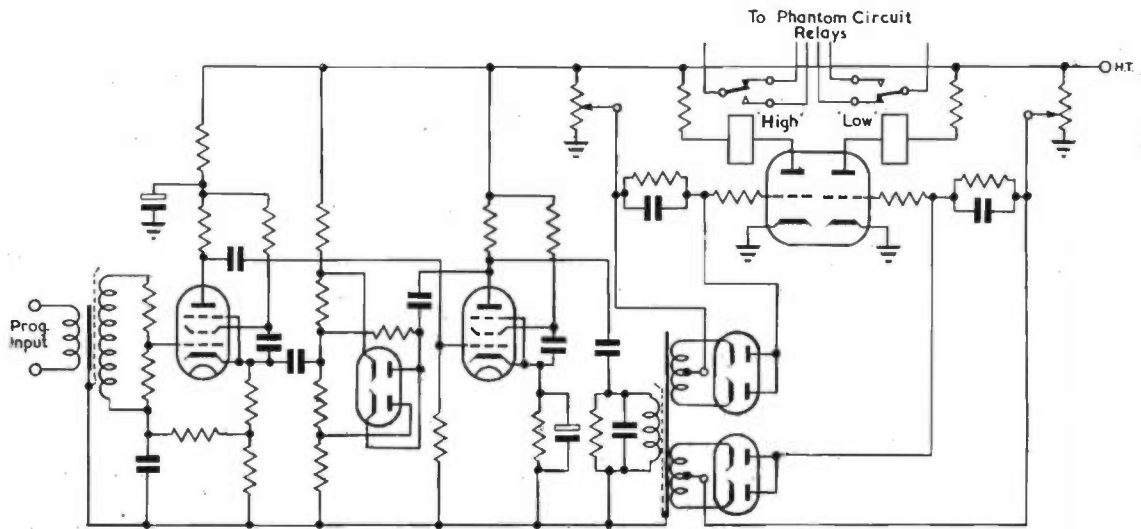 To Phantom Circuit
Relays
H.T.
"High"
"Low"
Prog.
Input